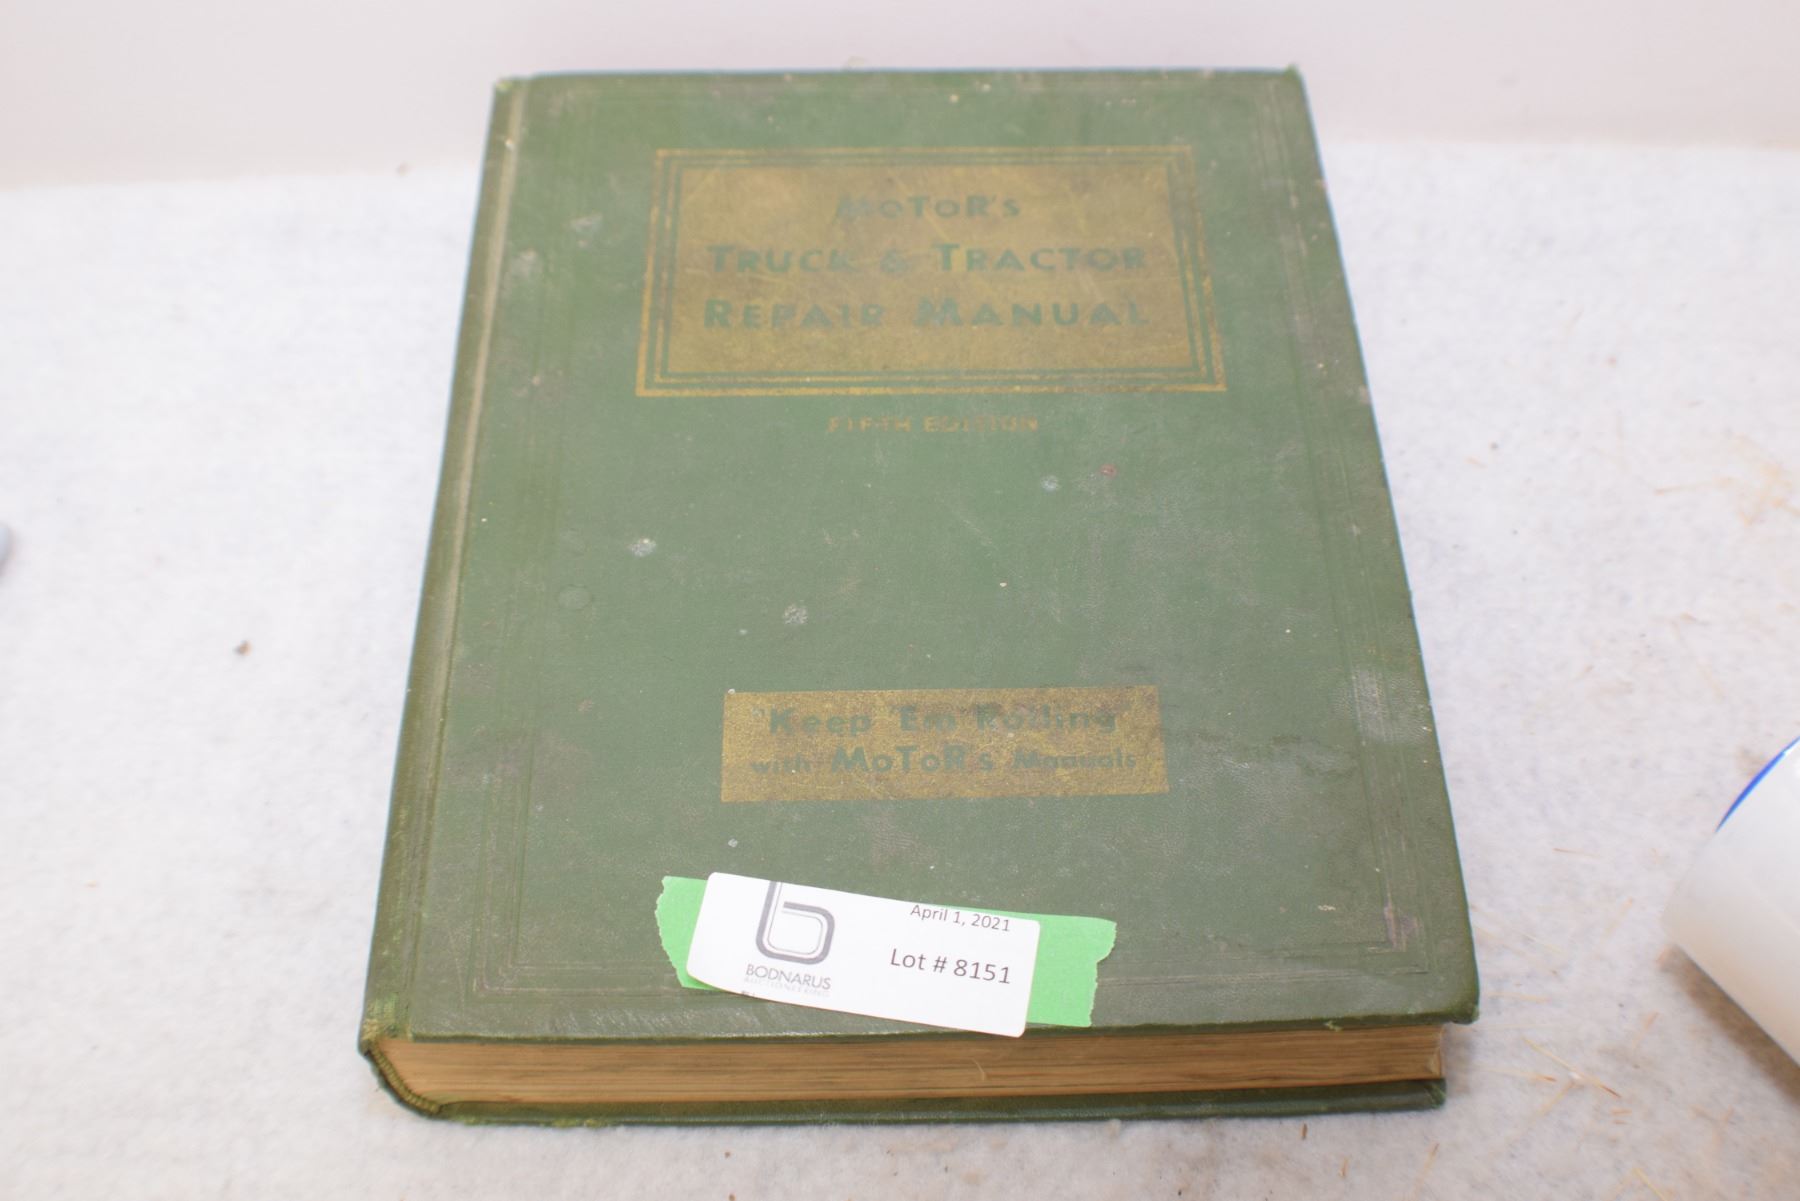 MoToR's
TRUCK & TRACTOR
REPAIR MANUAL
FIFTH EDITION
"Keep 'Em Rolling"
with MoToR's Manuals
April 1, 2021
Lot # 8151
BODNARUS
AUCTIONEERING